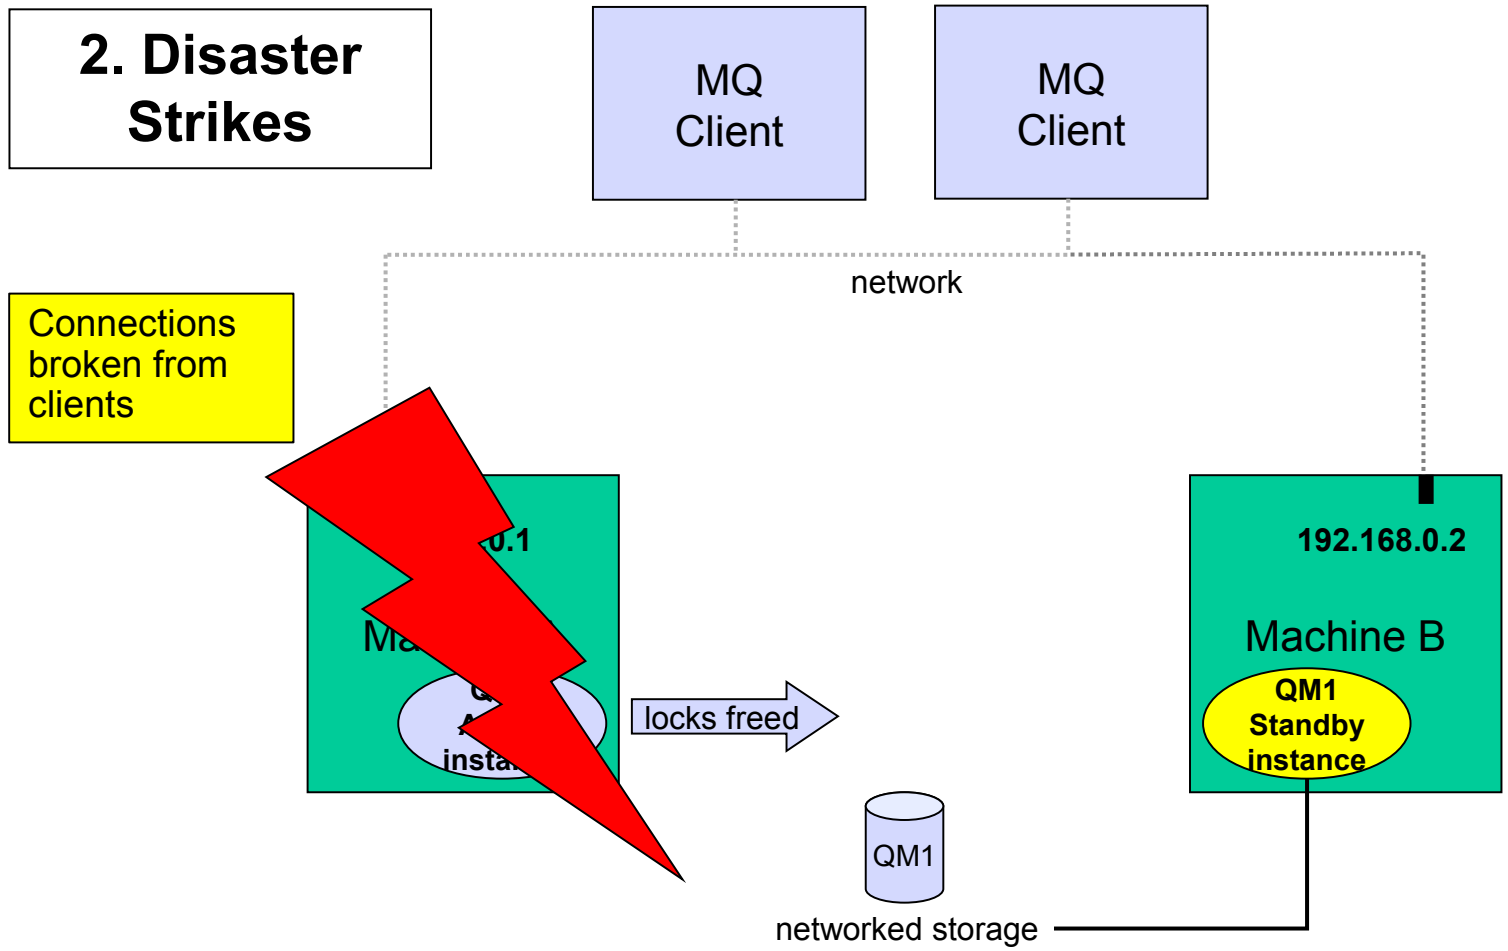 2. Disaster
Strikes
MQ
Client
MQ
Client
network
Connections
broken from
clients
.0.1
192.168.0.2
Machine B
QM1
Standby
instance
locks freed
QM1
networked storage